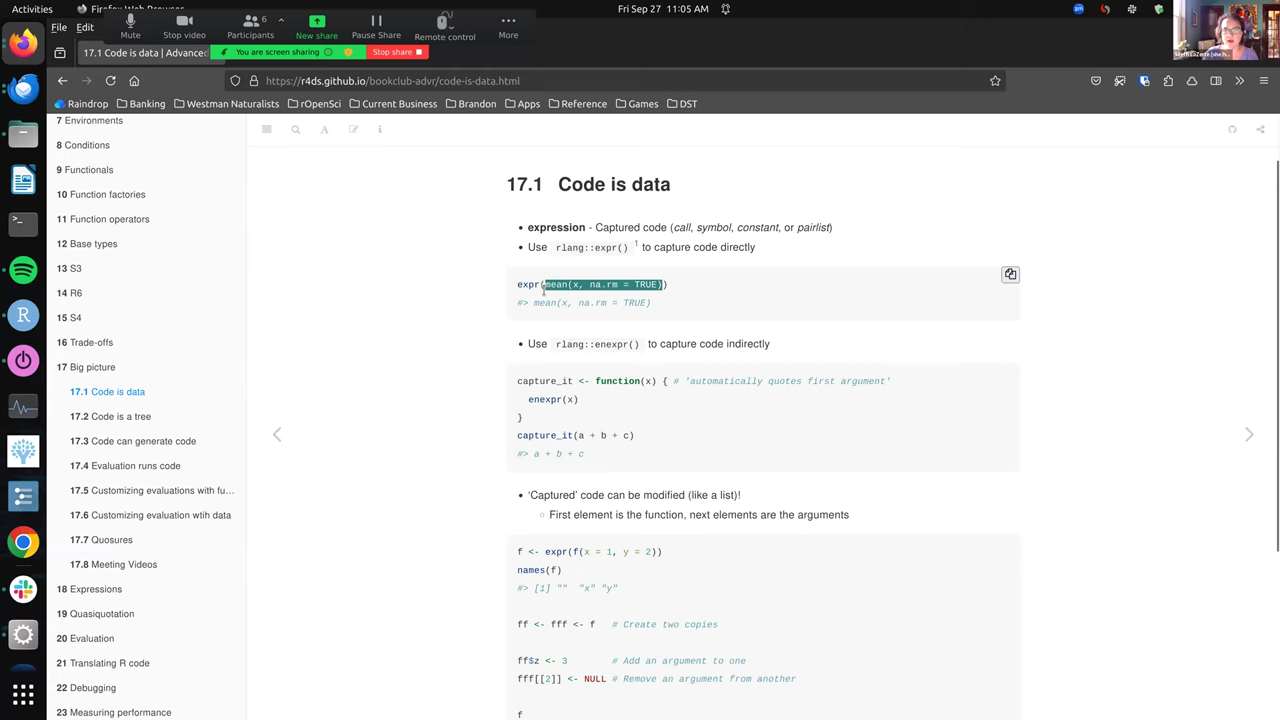 Activities
Firefox Web Browser
Fri Sep 27 11:05 AM
File Edit
Mute
Stop video
6
Participants
New share
Pause Share
Remote control
More
You are screen sharing
Stop share
17.1 Code is data | Advanced
https://r4ds.github.io/bookclub-advr/code-is-data.html
Raindrop
Banking
Westman Naturalists
rOpenSci
Current Business
Brandon
Apps
Reference
Games
DST
7 Environments
8 Conditions
9 Functionals
10 Function factories
11 Function operators
12 Base types
13 S3
14 R6
15 S4
16 Trade-offs
17 Big picture
17.1 Code is data
17.2 Code is a tree
17.3 Code can generate code
17.4 Evaluation runs code
17.5 Customizing evaluations with fu…
17.6 Customizing evaluation wtih data
17.7 Quosures
17.8 Meeting Videos
18 Expressions
19 Quasiquotation
20 Evaluation
21 Translating R code
22 Debugging
23 Measuring performance
17.1 Code is data
• expression - Captured code (call, symbol, constant, or pairlist)
• Use rlang::expr() 1 to capture code directly
expr(mean(x, na.rm = TRUE))
#> mean(x, na.rm = TRUE)
• Use rlang::enexpr() to capture code indirectly
capture_it <- function(x) { # 'automatically quotes first argument'
enexpr(x)
}
capture_it(a + b + c)
#> a + b + c
• ‘Captured’ code can be modified (like a list)!
○ First element is the function, next elements are the arguments
f <- expr(f(x = 1, y = 2))
names(f)
#> [1] "" "x" "y"
ff <- fff <- f # Create two copies
ff$z <- 3 # Add an argument to one
fff[[2]] <- NULL # Remove an argument from another
f